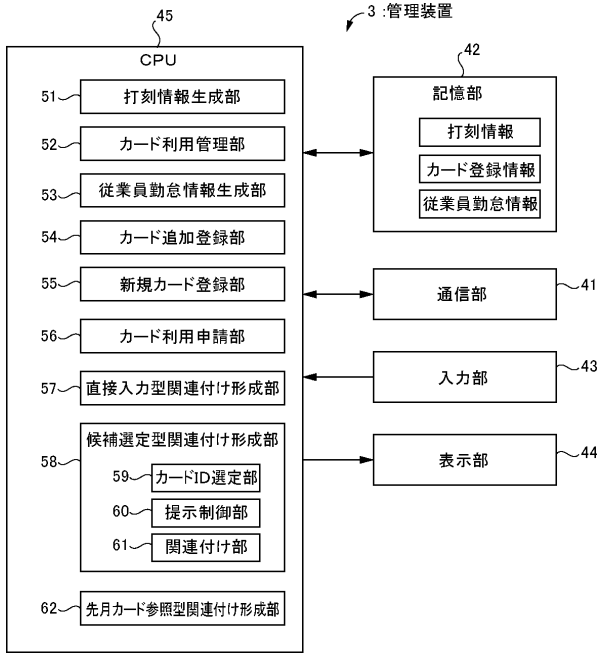 3 :管理装置
45
CPU
51 打刻情報生成部
52 カード利用管理部
53 従業員勤怠情報生成部
54 カード追加登録部
55 新規カード登録部
56 カード利用申請部
57 直接入力型関連付け形成部
58 候補選定型関連付け形成部
59 カードID選定部
60 提示制御部
61 関連付け部
62 先月カード参照型関連付け形成部
42
記憶部
打刻情報
カード登録情報
従業員勤怠情報
通信部 41
入力部 43
表示部 44